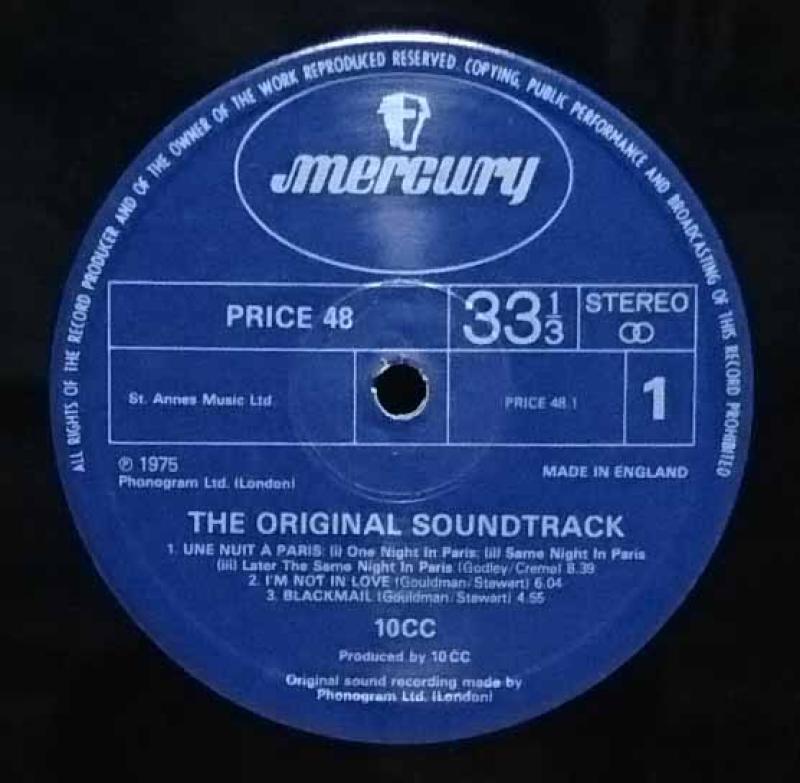 ALL RIGHTS OF THE RECORD PRODUCER AND OF THE OWNER OF THE WORK REPRODUCED RESERVED. COPYING, PUBLIC PERFORMANCE AND BROADCASTING OF THIS RECORD PROHIBITED
mercury
PRICE 48
33 1/3
STEREO
St. Annes Music Ltd.
PRICE 48.1
1
℗ 1975
Phonogram Ltd. (London)
MADE IN ENGLAND
THE ORIGINAL SOUNDTRACK
1. UNE NUIT A PARIS: (i) One Night In Paris; (ii) Same Night In Paris
(iii) Later The Same Night In Paris (Godley/Creme) 8.39
2. I'M NOT IN LOVE (Gouldman/Stewart) 6.04
3. BLACKMAIL (Gouldman/Stewart) 4.55
10CC
Produced by 10CC
Original sound recording made by
Phonogram Ltd. (London)